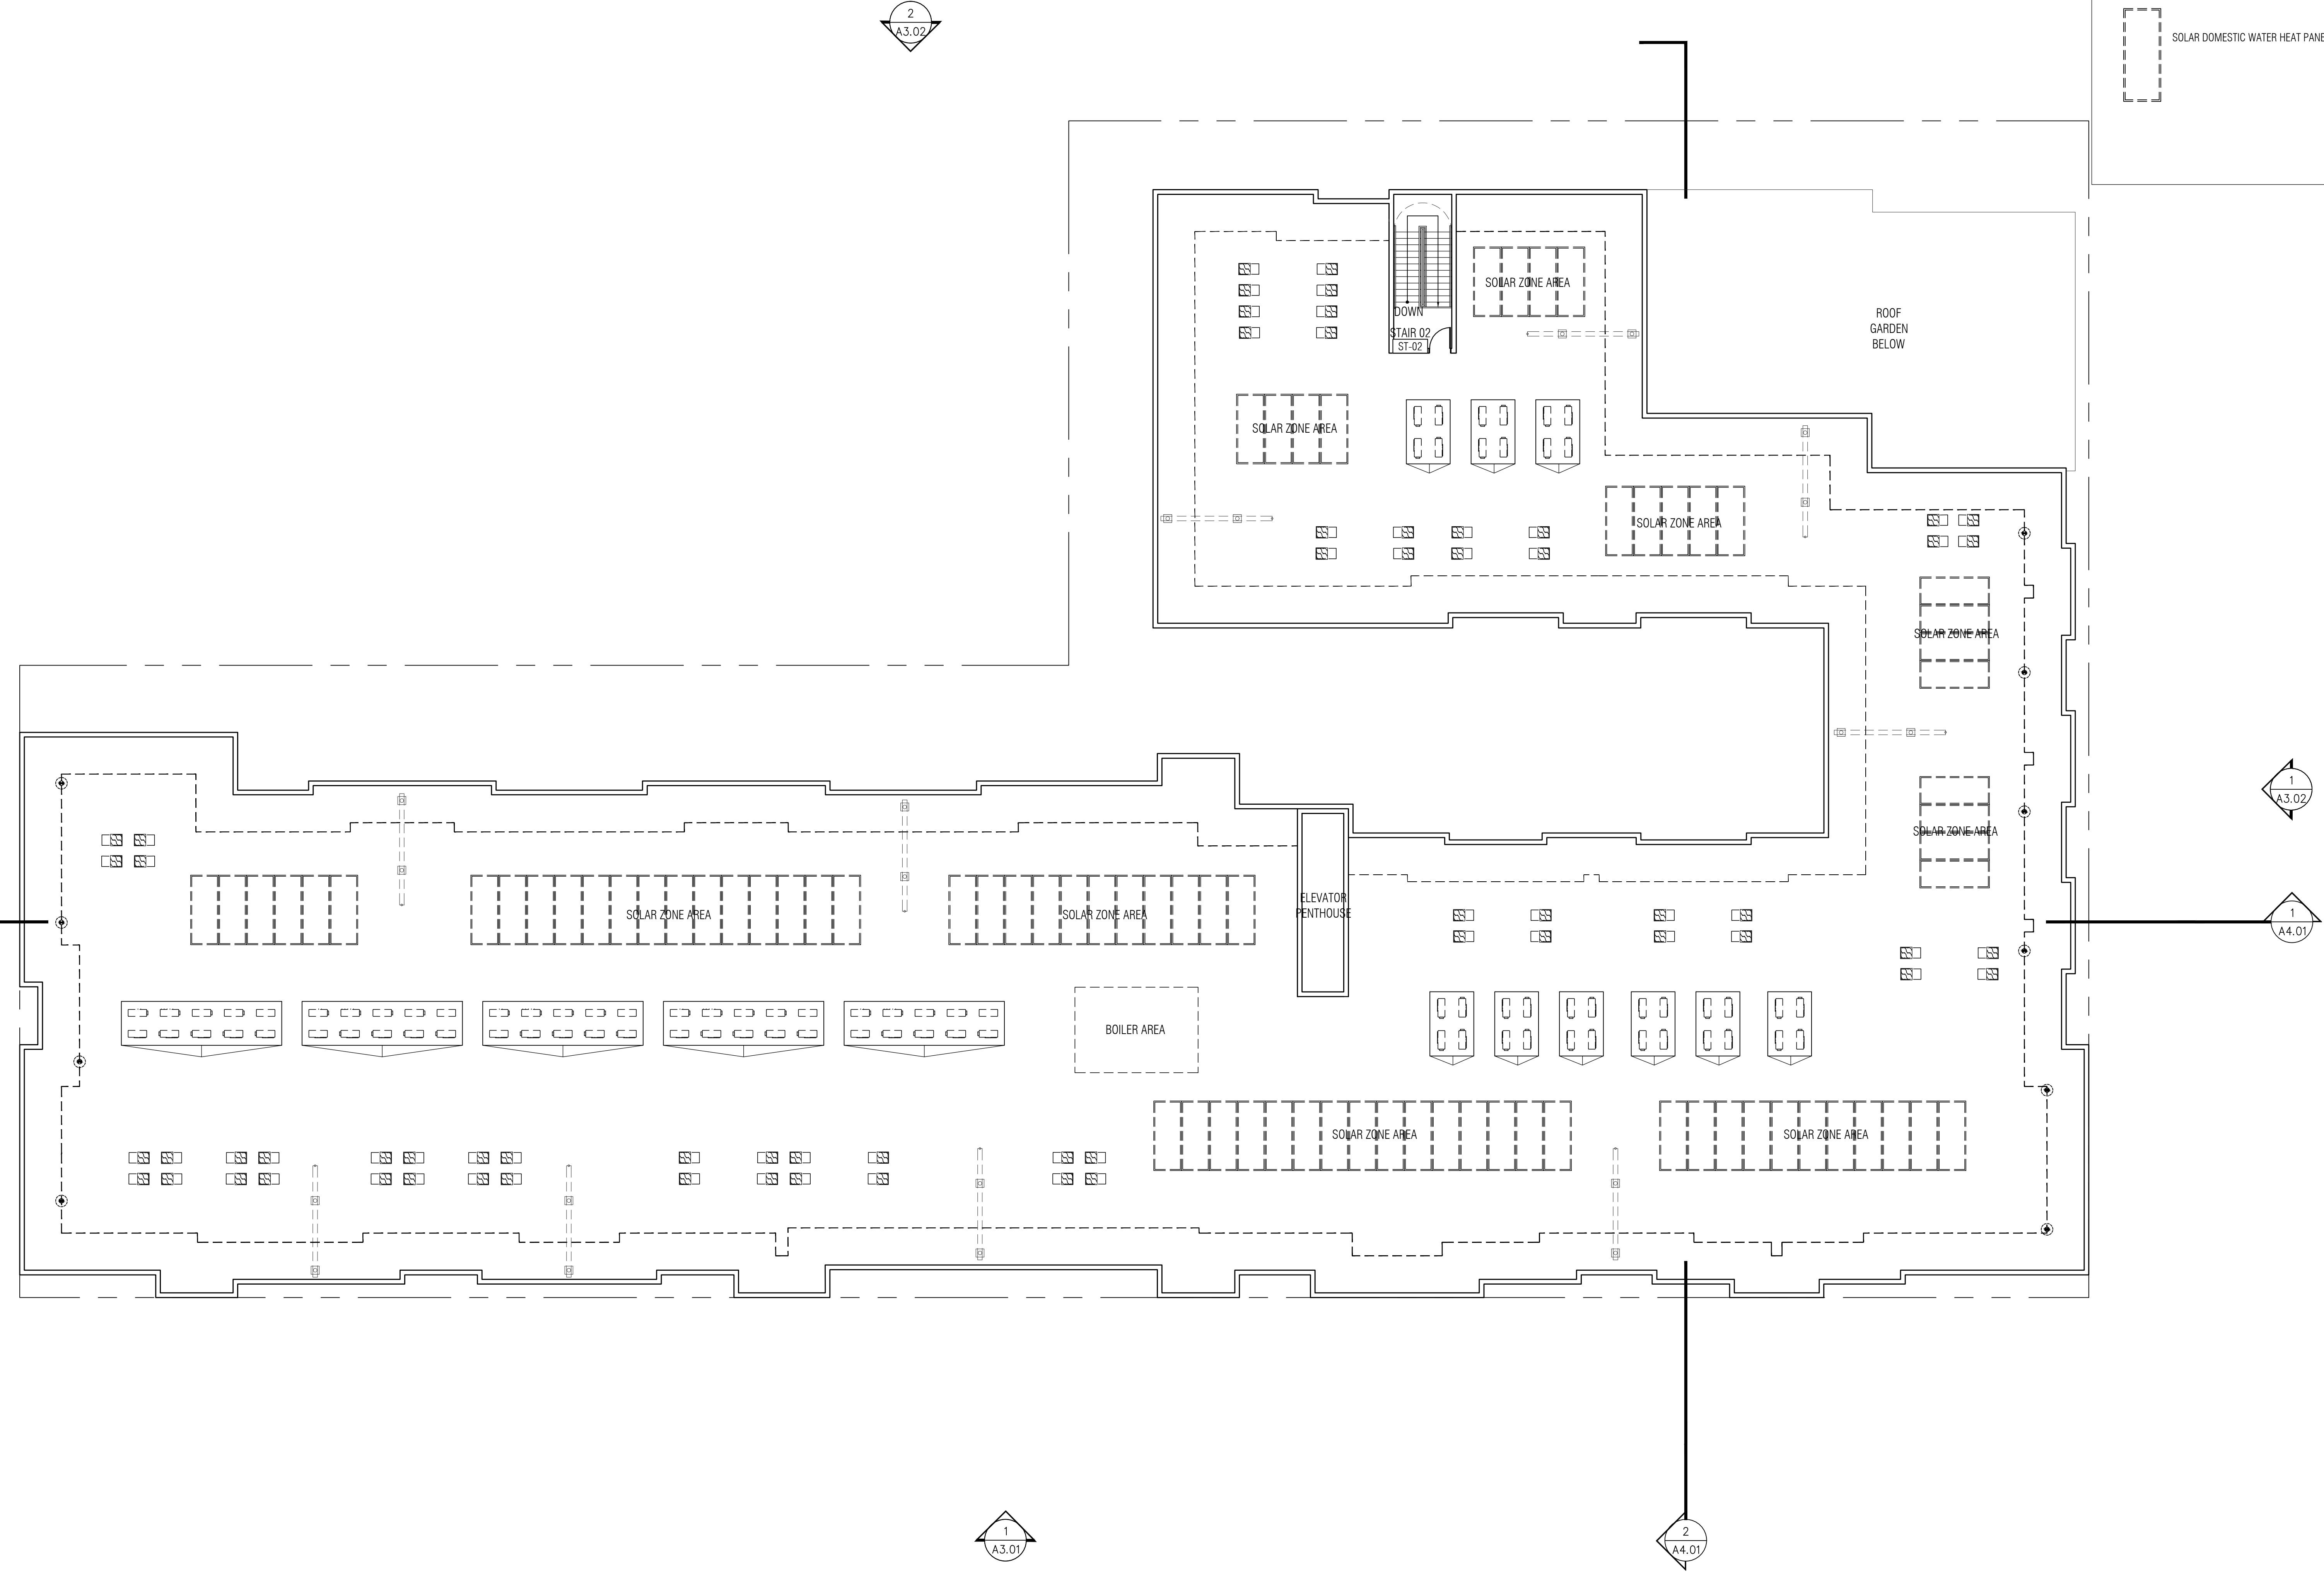 2
A3.02
SOLAR DOMESTIC WATER HEAT
SOLAR ZONE AREA
DOWN
STAIR 02
ST-02
ROOF
GARDEN
BELOW
SOLAR ZONE AREA
SOLAR ZONE AREA
SOLAR ZONE AREA
1
A3.02
SOLAR ZONE AREA
SOLAR ZONE AREA
SOLAR ZONE AREA
ELEVATOR
PENTHOUSE
1
A4.01
BOILER AREA
SOLAR ZONE AREA
SOLAR ZONE AREA
1
A3.01
2
A4.01